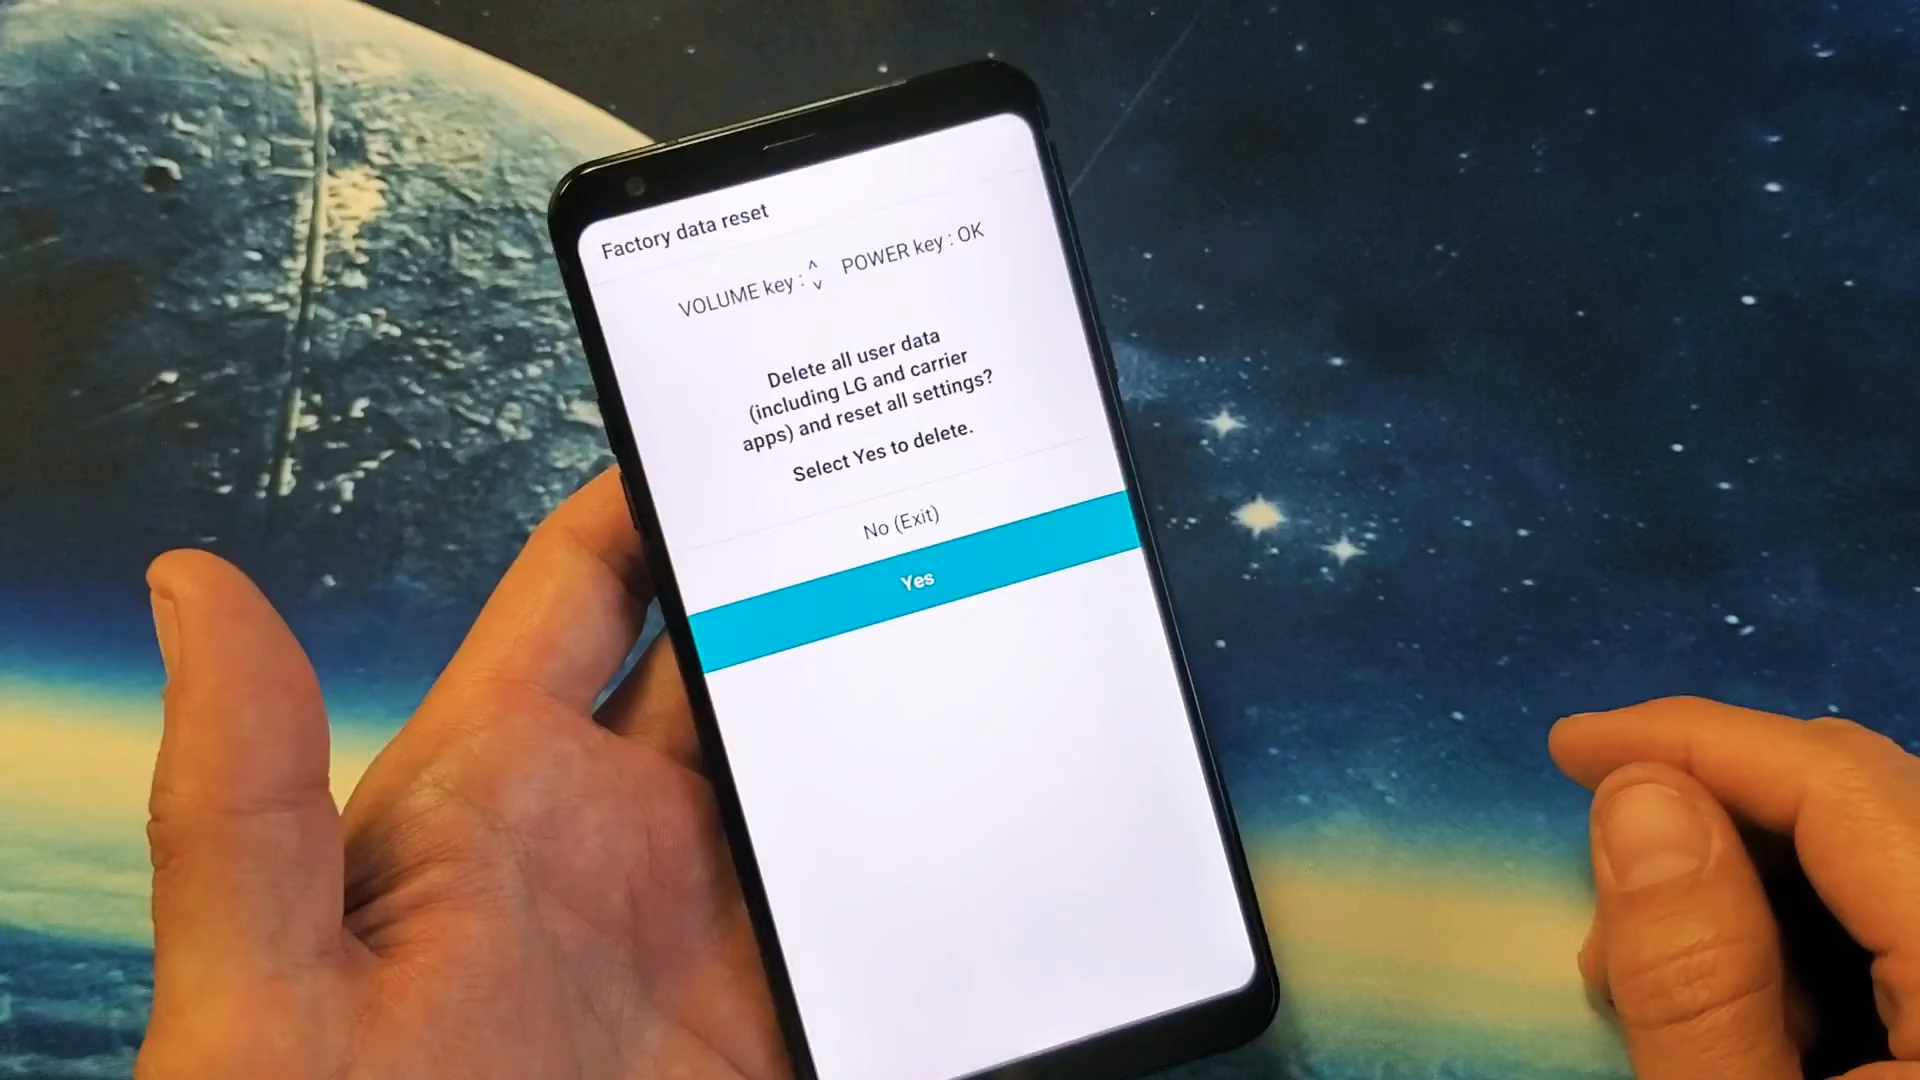 Factory data reset
VOLUME key : ^ v POWER key : OK
Delete all user data
(including LG and carrier
apps) and reset all settings?
Select Yes to delete.
No (Exit)
Yes